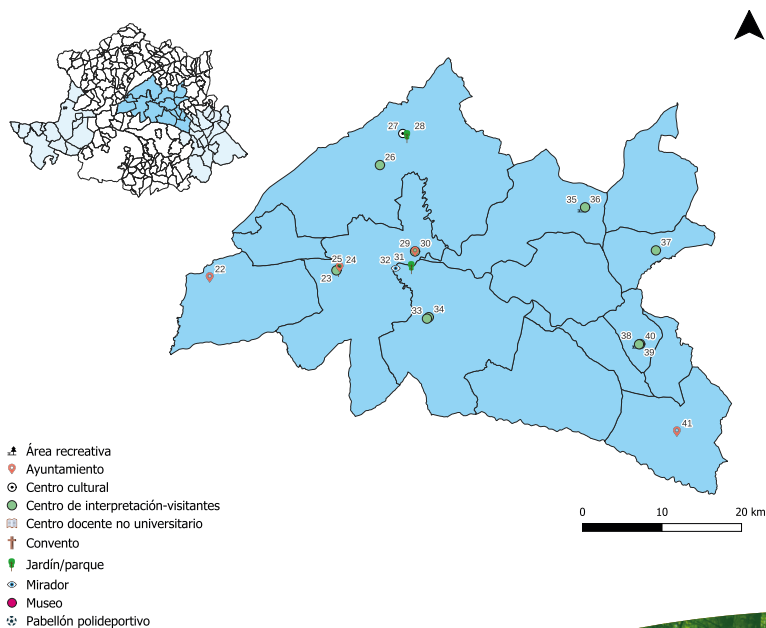 27 28
26
35 36
29 30
37
25 24
32 31
22
23
33 34
38 40
39
41
Área recreativa
Ayuntamiento
Centro cultural
Centro de interpretación-visitantes
Centro docente no universitario
Convento
Jardín/parque
Mirador
Museo
Pabellón polideportivo
0 10 20 km